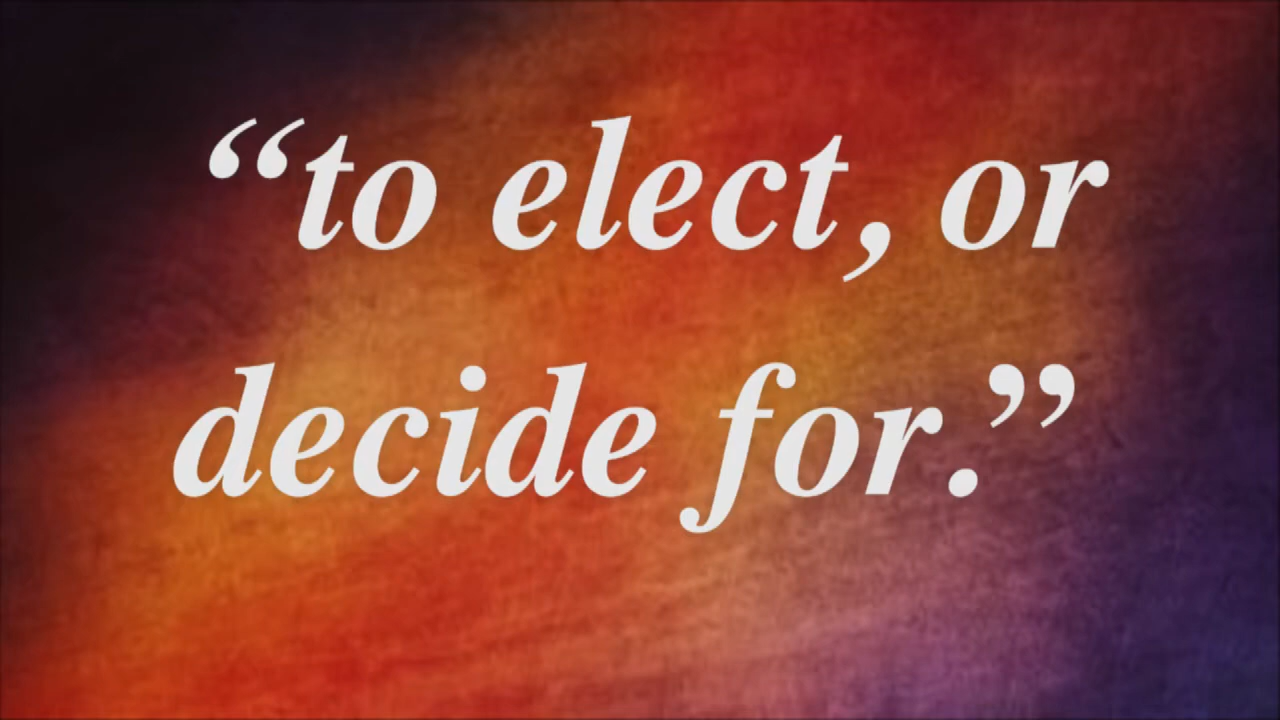 “to elect, or
decide for.”